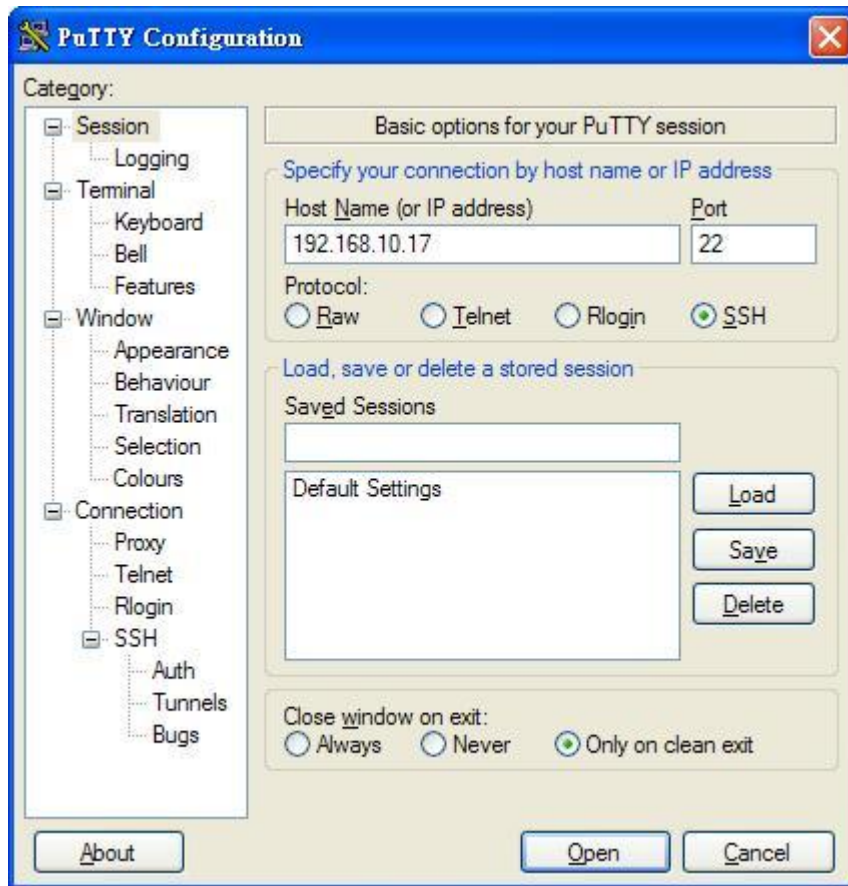 PuTTY Configuration
Category:
Session
Logging
Terminal
Keyboard
Bell
Features
Window
Appearance
Behaviour
Translation
Selection
Colours
Connection
Proxy
Telnet
Rlogin
SSH
Auth
Tunnels
Bugs
Basic options for your PuTTY session
Specify your connection by host name or IP address
Host Name (or IP address) Port
192.168.10.17 22
Protocol:
Raw Telnet Rlogin SSH
Load, save or delete a stored session
Saved Sessions
Default Settings
Load
Save
Delete
Close window on exit:
Always Never Only on clean exit
About Open Cancel